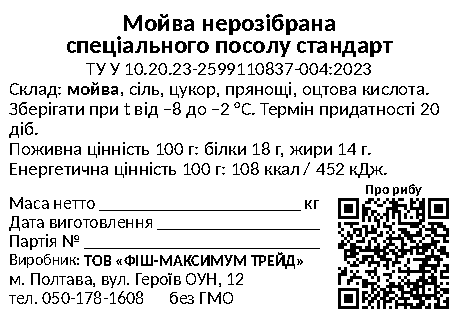 Мойва нерозібрана
спеціального посолу стандарт
ТУ У 10.20.23-2599110837-004:2023
Склад: мойва, сіль, цукор, прянощі, оцтова кислота.
Зберігати при t від –8 до –2 °С. Термін придатності 20
діб.
Поживна цінність 100 г: білки 18 г, жири 14 г.
Енергетична цінність 100 г: 108 ккал / 452 кДж.
Про рибу
Маса нетто ________________________ кг
Дата виготовлення ___________________
Партія № ____________________________
Виробник: ТОВ «ФІШ-МАКСИМУМ ТРЕЙД»
м. Полтава, вул. Героїв ОУН, 12
тел. 050-178-1608 без ГМО